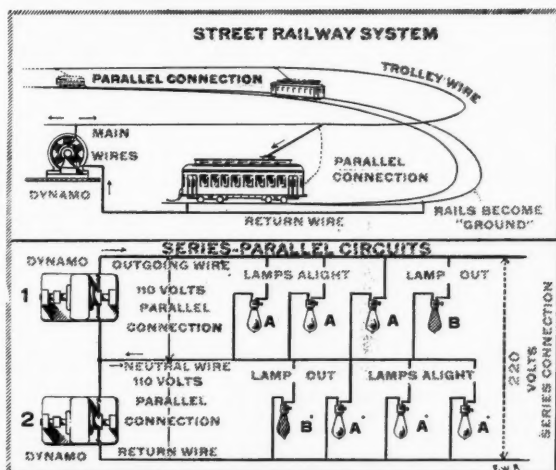 STREET RAILWAY SYSTEM
PARALLEL CONNECTION
TROLLEY WIRE
MAIN
WIRES
DYNAMO
PARALLEL
CONNECTION
RETURN WIRE
RAILS BECOME
"GROUND"
SERIES-PARALLEL CIRCUITS
DYNAMO
OUTGOING WIRE
LAMPS ALIGHT
LAMP OUT
1
110 VOLTS
PARALLEL
CONNECTION
A
A
A
B
NEUTRAL WIRE
110 VOLTS
LAMP OUT
LAMPS ALIGHT
220
VOLTS
SERIES CONNECTION
2
PARALLEL
CONNECTION
B'
A'
A'
A'
DYNAMO
RETURN WIRE